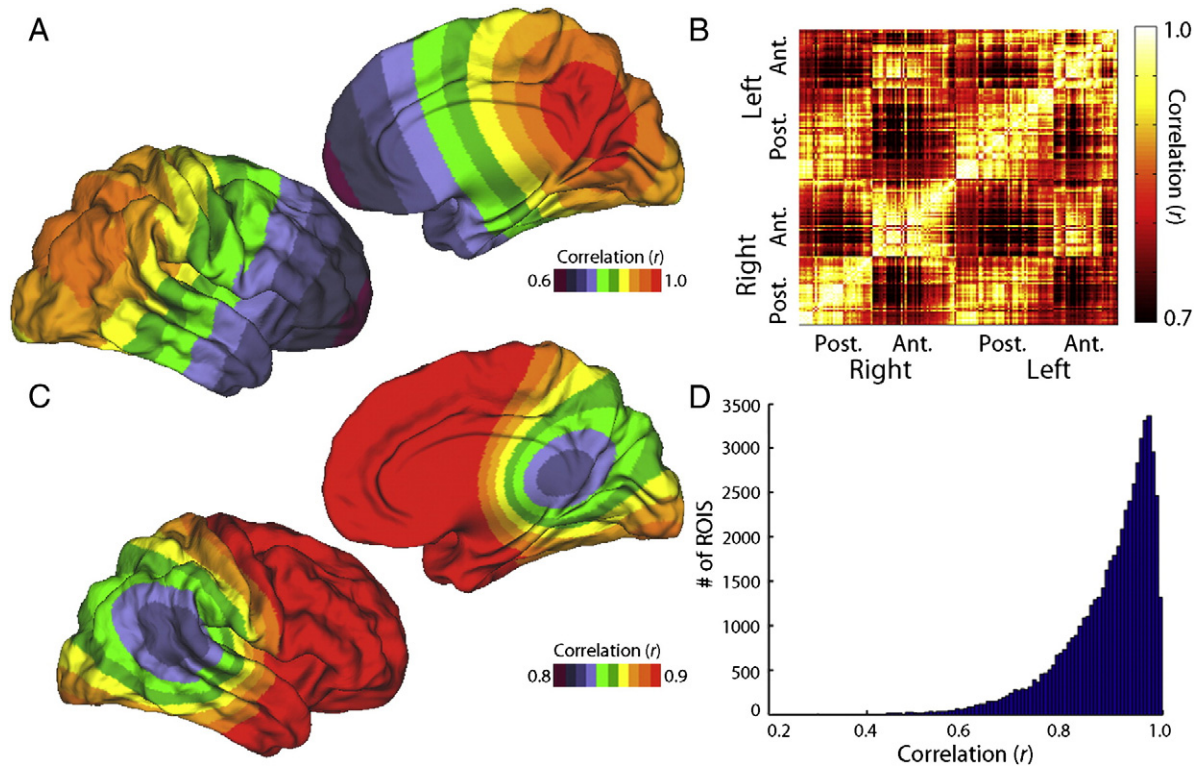 A
Correlation (r)
0.6 1.0
B
Left
Ant.
Post.
Right
Ant.
Post.
Post. Ant. Post. Ant.
Right Left
1.0
Correlation (r)
0.7
C
Correlation (r)
0.8 0.9
D
# of ROIS
3500
3000
2500
2000
1500
1000
500
0
0.2 0.4 0.6 0.8 1.0
Correlation (r)